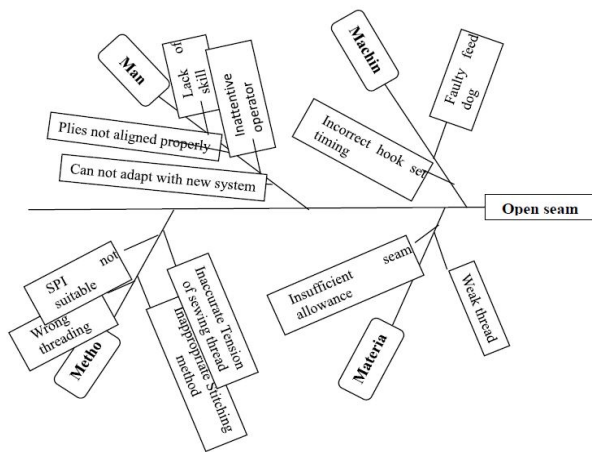 Man
Lack of
skill
Inattentive
operator
Plies not aligned properly
Can not adapt with new system
Machin
Faulty feed
dog
Incorrect hook set
timing
Open seam
SPI not
suitable
Wrong
threading
Metho
Inaccurate Tension
of sewing thread
Inappropriate Stitching
method
Insufficient seam
allowance
Materia
Weak thread